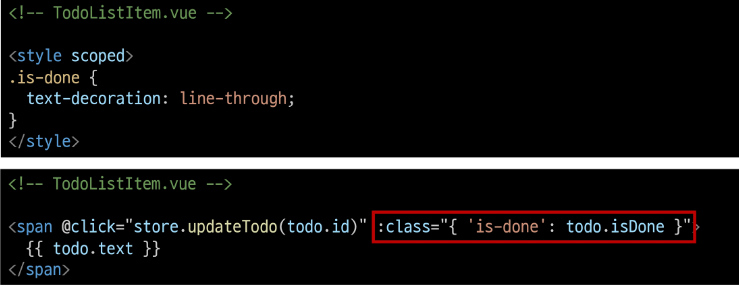 <!-- TodoListItem.vue -->
<style scoped>
.is-done {
text-decoration: line-through;
}
</style>
<!-- TodoListItem.vue -->
<span @click="store.updateTodo(todo.id)" :class="{ 'is-done': todo.isDone }">
{{ todo.text }}
</span>